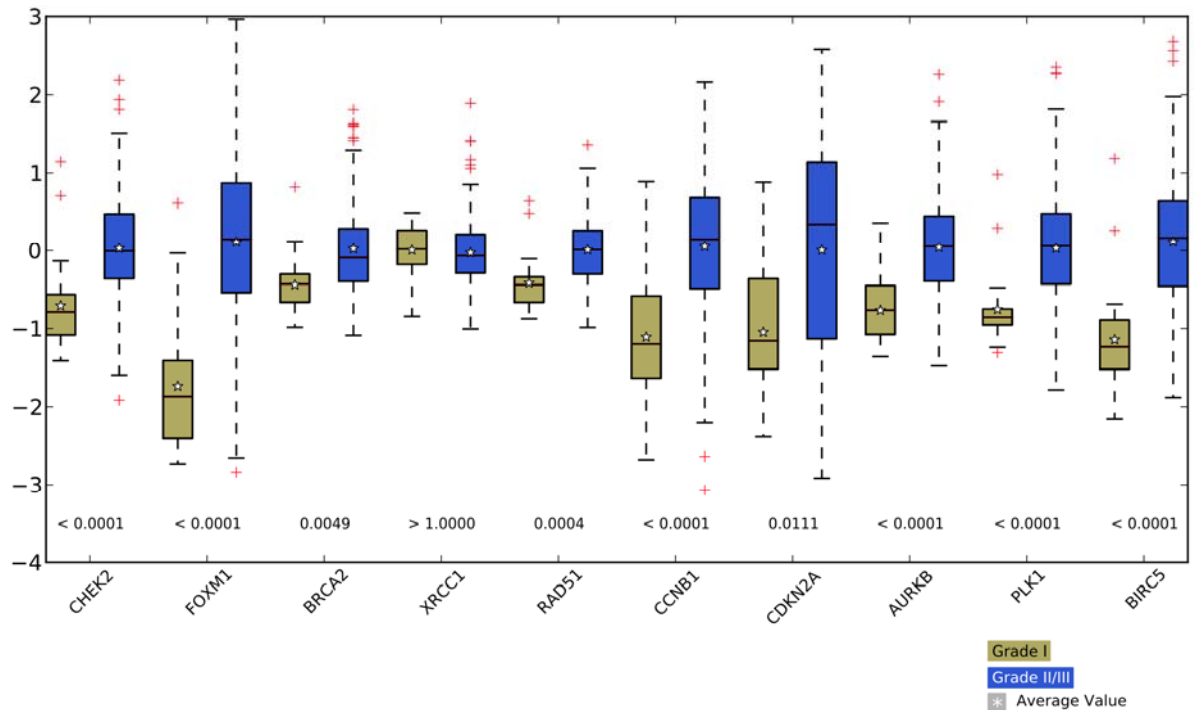 3
2
1
0
−1
−2
−3
−4
< 0.0001 < 0.0001 0.0049 > 1.0000 0.0004 < 0.0001 0.0111 < 0.0001 < 0.0001 < 0.0001
CHEK2 FOXM1 BRCA2 XRCC1 RAD51 CCNB1 CDKN2A AURKB PLK1 BIRC5
Grade I
Grade II/III
Average Value